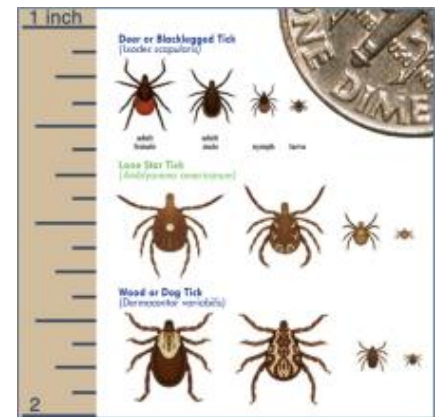 1 inch
Deer or Blacklegged Tick
(Ixodes scapularis)
ONE DIME
adult female
adult male
nymph
larva
Lone Star Tick
(Amblyomma americanum)
Wood or Dog Tick
(Dermacentor variabilis)
2